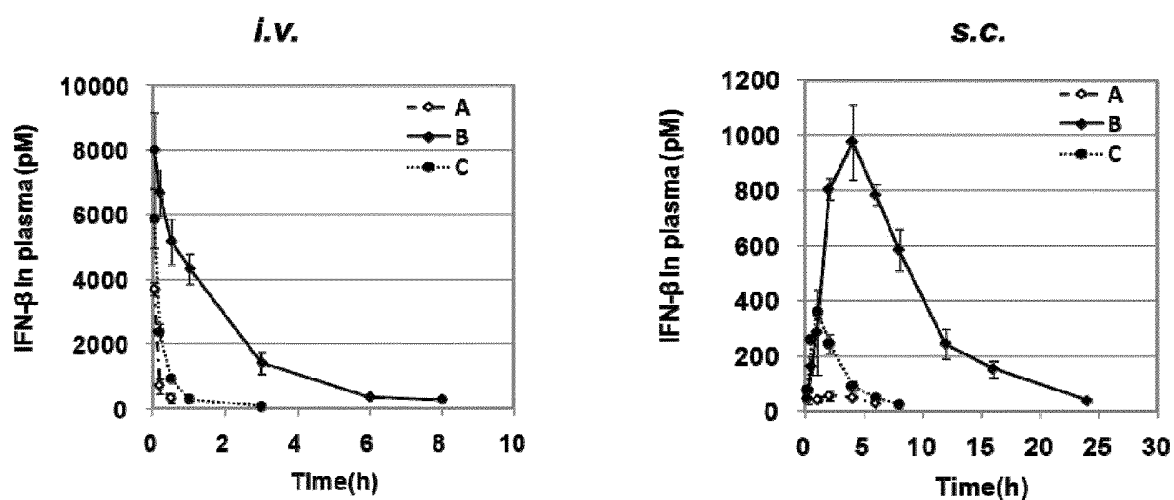 i.v.
IFN-β In plasma (pM)
10000
8000
6000
4000
2000
0
A
B
C
0 2 4 6 8 10
Time(h)
s.c.
IFN-β In plasma (pM)
1200
1000
800
600
400
200
0
A
B
C
0 5 10 15 20 25 30
Time(h)